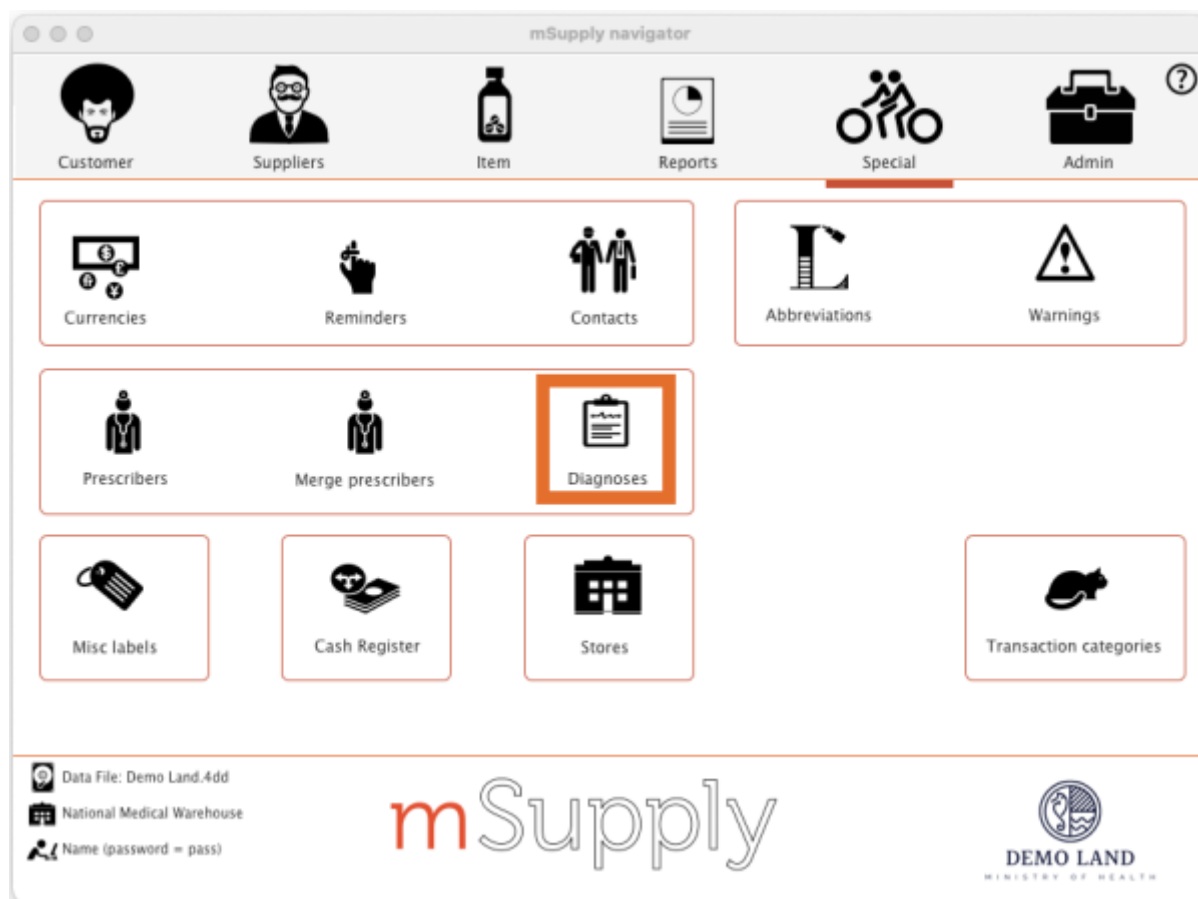 mSupply navigator
?
Customer
Suppliers
Item
Reports
Special
Admin
Currencies
Reminders
Contacts
Abbreviations
Warnings
Prescribers
Merge prescribers
Diagnoses
Misc labels
Cash Register
Stores
Transaction categories
Data File: Demo Land.4dd
National Medical Warehouse
Name (password = pass)
mSupply
DEMO LAND
MINISTRY OF HEALTH